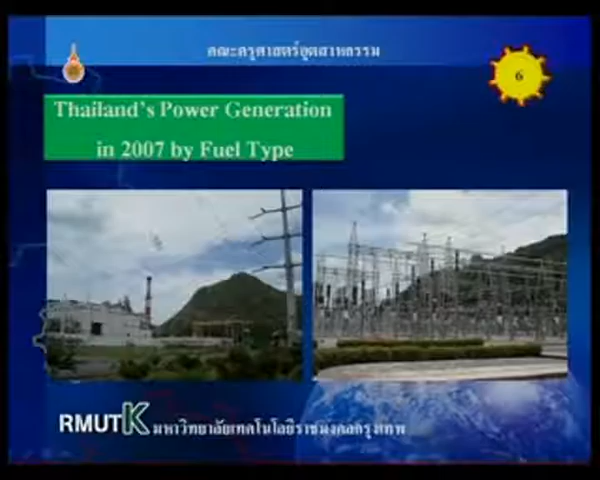 คณะครุศาสตร์อุตสาหกรรม
6
Thailand's Power Generation
in 2007 by Fuel Type
RMUTK มหาวิทยาลัยเทคโนโลยีราชมงคลกรุงเทพ